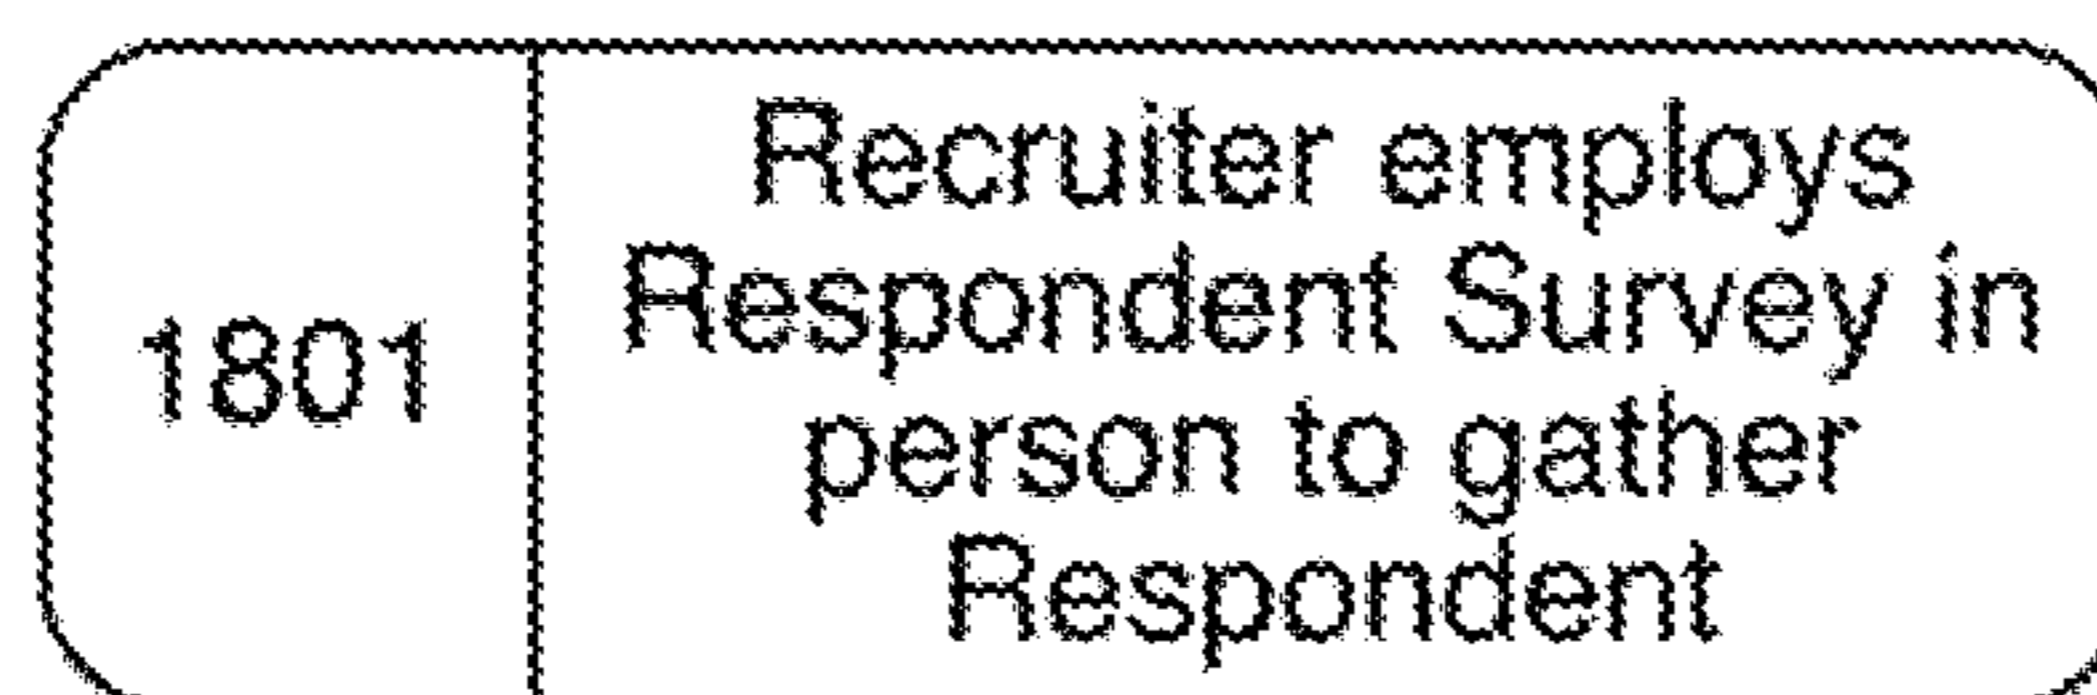 1801
Recruiter employs
Respondent Survey in
person to gather
Respondent